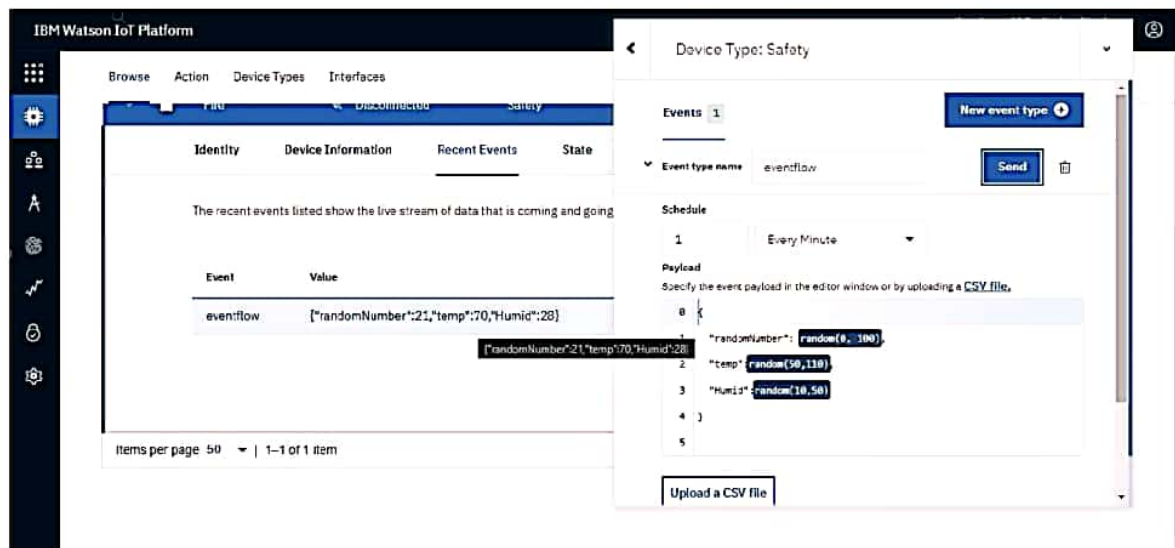 IBM Watson IoT Platform
Browse Action Device Types Interfaces
Disconnected Safety
Identity Device Information Recent Events State
The recent events listed show the live stream of data that is coming and going
Event Value
eventflow {"randomNumber":21,"temp":70,"Humid":28}
{"randomNumber":21,"temp":70,"Humid":28}
Items per page 50 | 1–1 of 1 item
Device Type: Safety
Events 1 New event type
Event type name eventflow Send
Schedule
1 Every Minute
Payload
Specify the event payload in the editor window or by uploading a CSV file.
0 {
1 "randomNumber": random(0, 100),
2 "temp":random(50,110),
3 "Humid":random(10,50)
4 }
5
Upload a CSV file